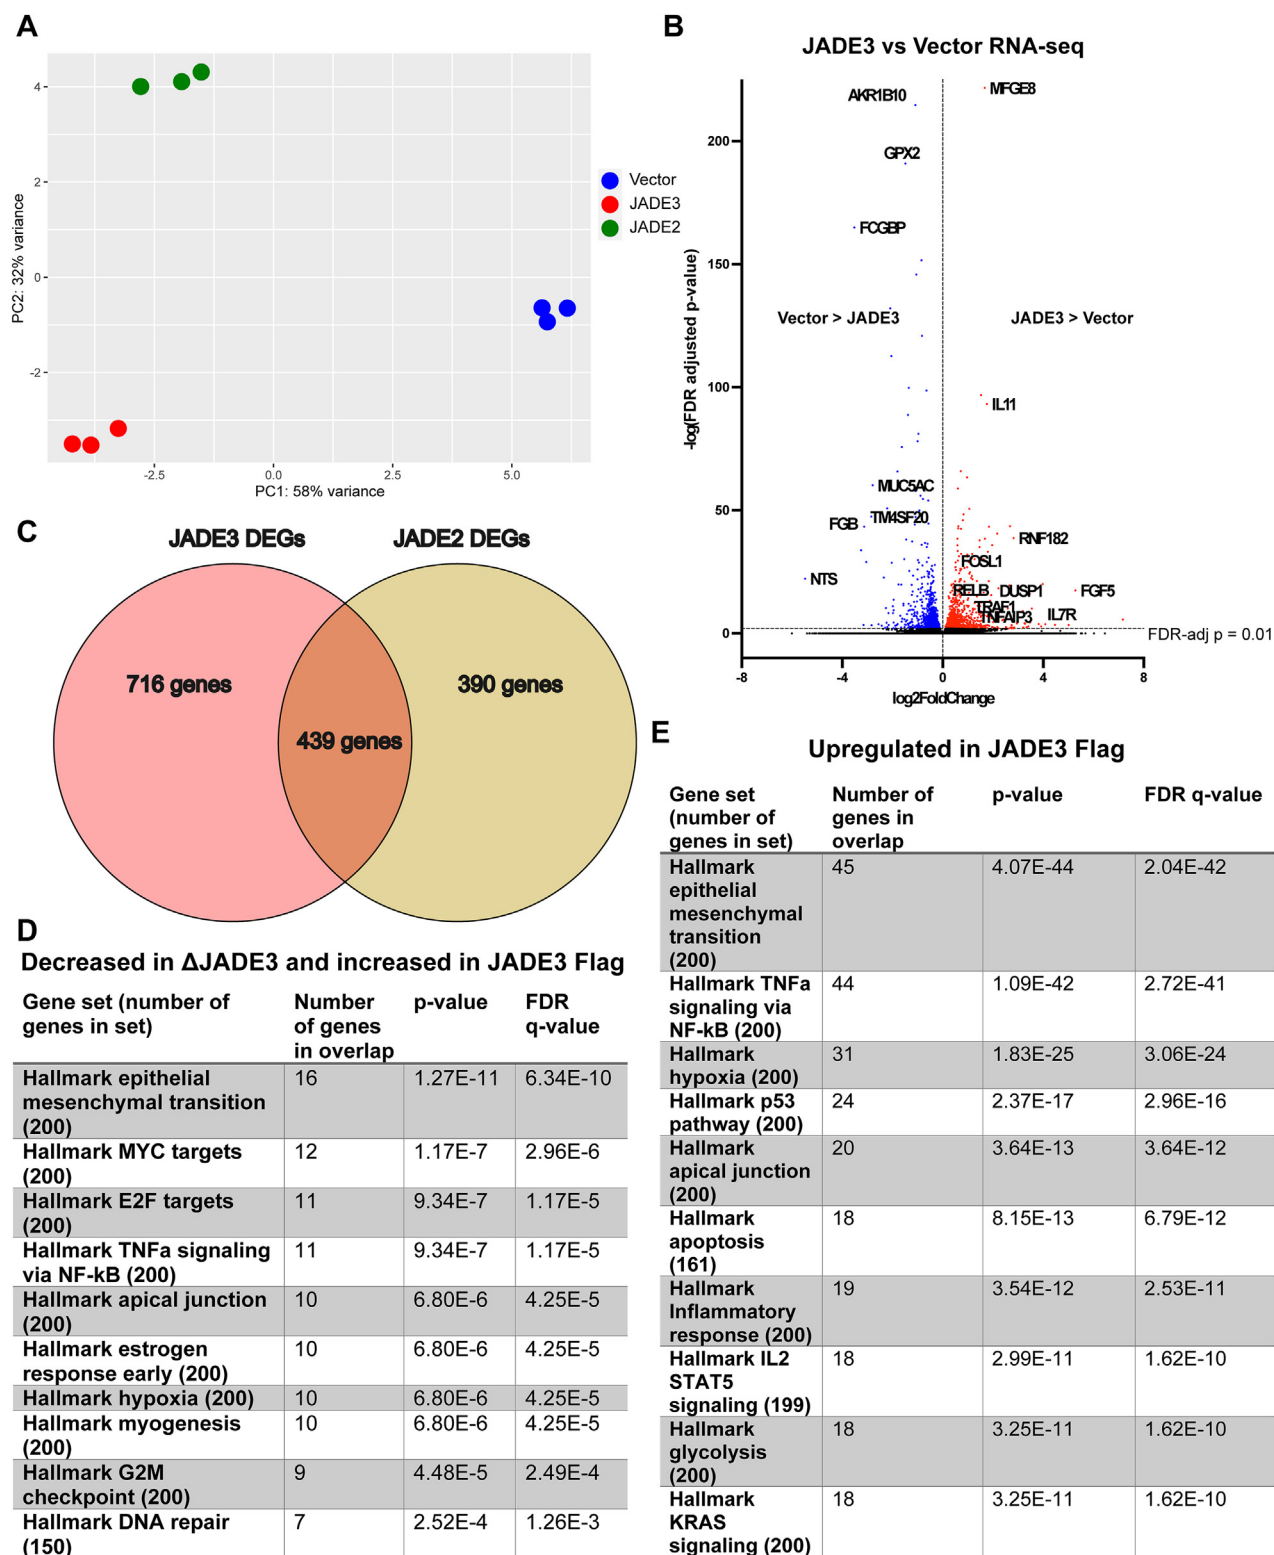 A
4
2
0
-2
PC2: 32% variance
-2.5
0.0
2.5
5.0
PC1: 58% variance
Vector
JADE3
JADE2
B
JADE3 vs Vector RNA-seq
-log(FDR adjusted p-value)
200
150
100
50
0
AKR1B10
MFGE8
GPX2
FCGBP
Vector > JADE3
JADE3 > Vector
IL11
MUC5AC
TM4SF20
FGB
RNF182
FOSL1
NTS
RELB
DUSP1
FGF5
TRAF1
TNFAIP3
IL7R
FDR-adj p = 0.01
-8
-4
0
4
8
log2FoldChange
C
JADE3 DEGs
JADE2 DEGs
716 genes
439 genes
390 genes
D
Decreased in ΔJADE3 and increased in JADE3 Flag
Gene set (number of
genes in set)
Number
of genes
in overlap
p-value
FDR
q-value
Hallmark epithelial
mesenchymal transition
(200)
16
1.27E-11
6.34E-10
Hallmark MYC targets
(200)
12
1.17E-7
2.96E-6
Hallmark E2F targets
(200)
11
9.34E-7
1.17E-5
Hallmark TNFa signaling
via NF-kB (200)
11
9.34E-7
1.17E-5
Hallmark apical junction
(200)
10
6.80E-6
4.25E-5
Hallmark estrogen
response early (200)
10
6.80E-6
4.25E-5
Hallmark hypoxia (200)
10
6.80E-6
4.25E-5
Hallmark myogenesis
(200)
10
6.80E-6
4.25E-5
Hallmark G2M
checkpoint (200)
9
4.48E-5
2.49E-4
Hallmark DNA repair
(150)
7
2.52E-4
1.26E-3
E
Upregulated in JADE3 Flag
Gene set
(number of
genes in set)
Number of
genes in
overlap
p-value
FDR q-value
Hallmark
epithelial
mesenchymal
transition
(200)
45
4.07E-44
2.04E-42
Hallmark TNFa
signaling via
NF-kB (200)
44
1.09E-42
2.72E-41
Hallmark
hypoxia (200)
31
1.83E-25
3.06E-24
Hallmark p53
pathway (200)
24
2.37E-17
2.96E-16
Hallmark
apical junction
(200)
20
3.64E-13
3.64E-12
Hallmark
apoptosis
(161)
18
8.15E-13
6.79E-12
Hallmark
Inflammatory
response (200)
19
3.54E-12
2.53E-11
Hallmark IL2
STAT5
signaling (199)
18
2.99E-11
1.62E-10
Hallmark
glycolysis
(200)
18
3.25E-11
1.62E-10
Hallmark
KRAS
signaling (200)
18
3.25E-11
1.62E-10